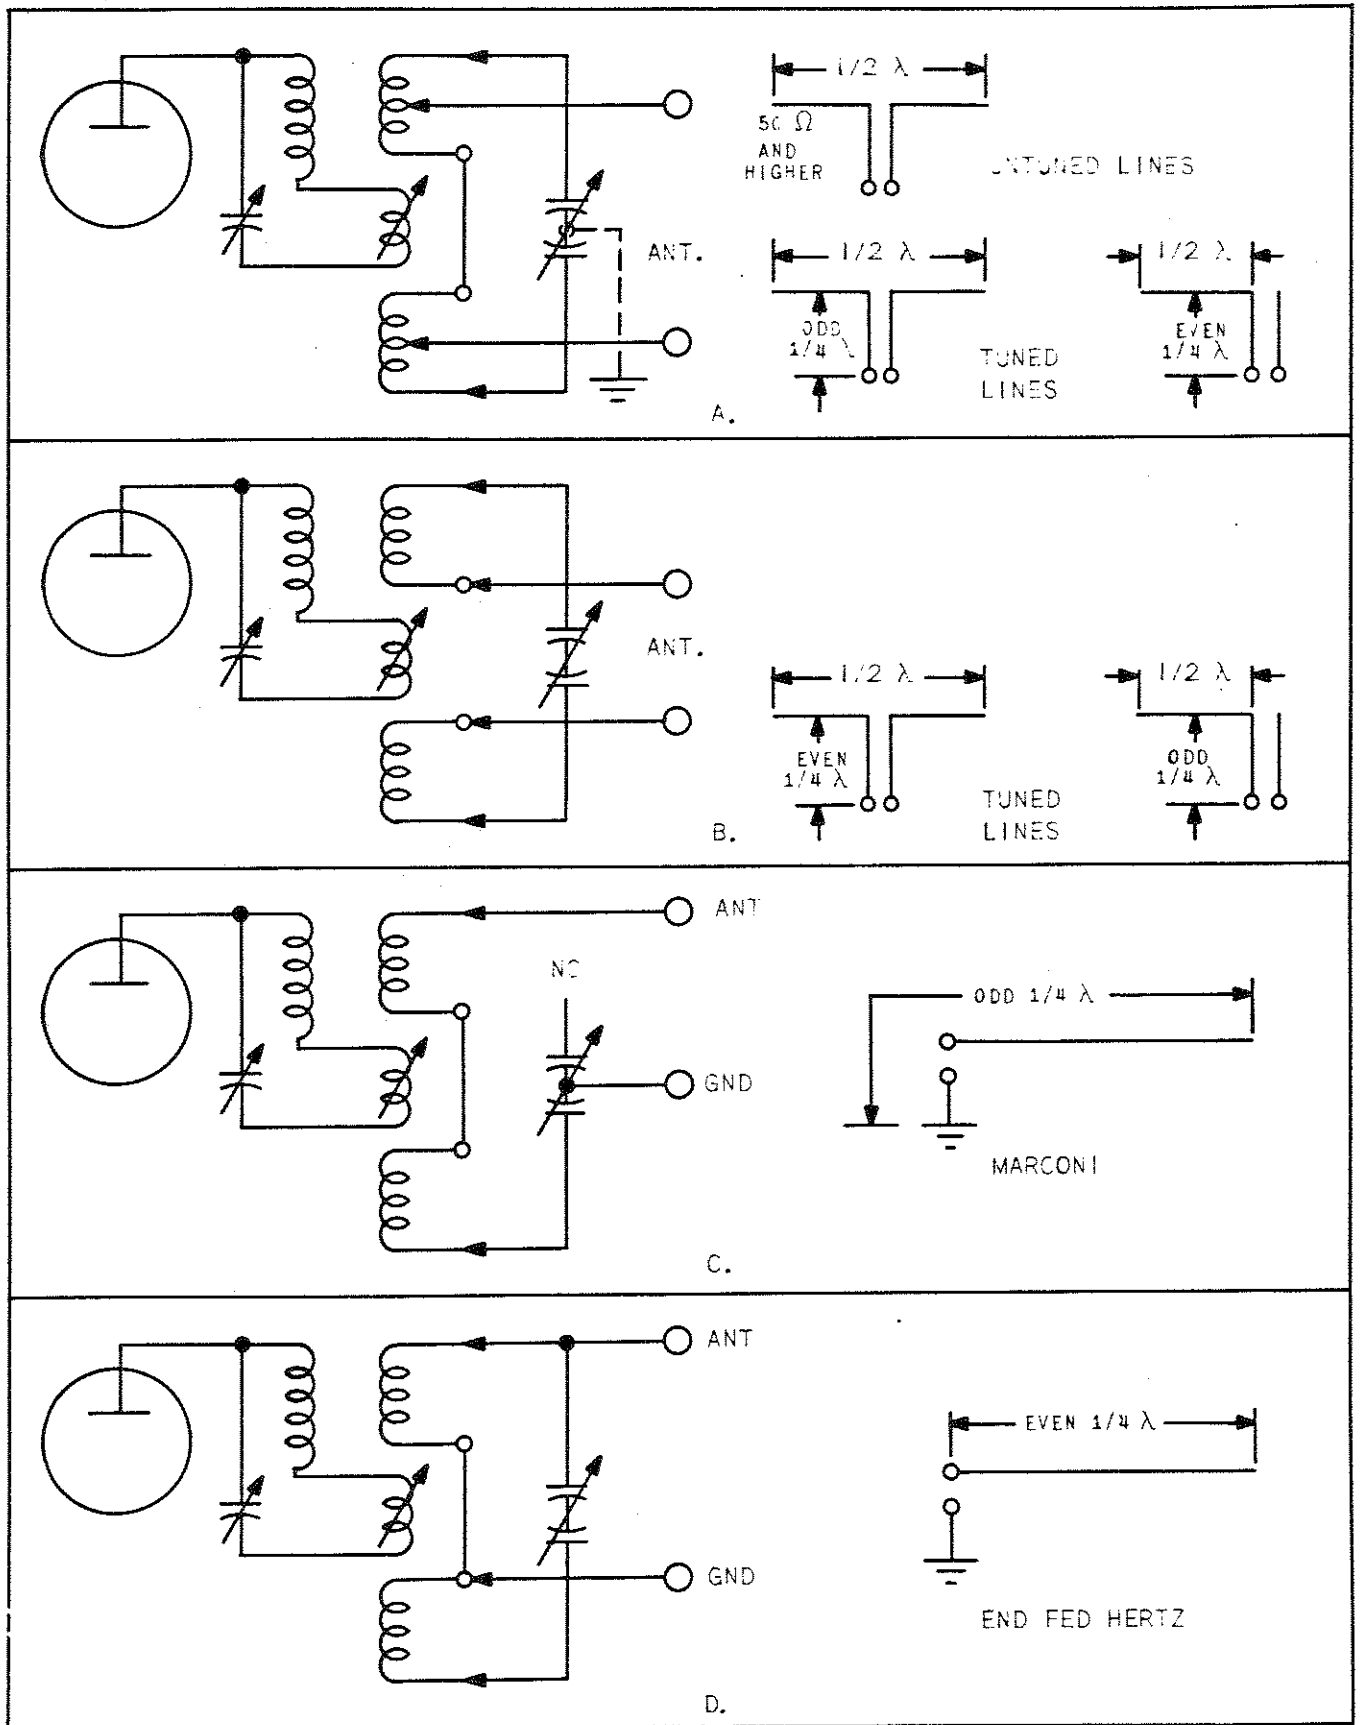 1/2 λ
50 Ω
AND
HIGHER
UNTUNED LINES
ANT.
1/2 λ
1/2 λ
ODD
1/4 λ
EVEN
1/4 λ
TUNED
LINES
A.
ANT.
1/2 λ
1/2 λ
EVEN
1/4 λ
ODD
1/4 λ
TUNED
LINES
B.
ANT
NC
ODD 1/4 λ
GND
MARCONI
C.
ANT
EVEN 1/4 λ
GND
END FED HERTZ
D.